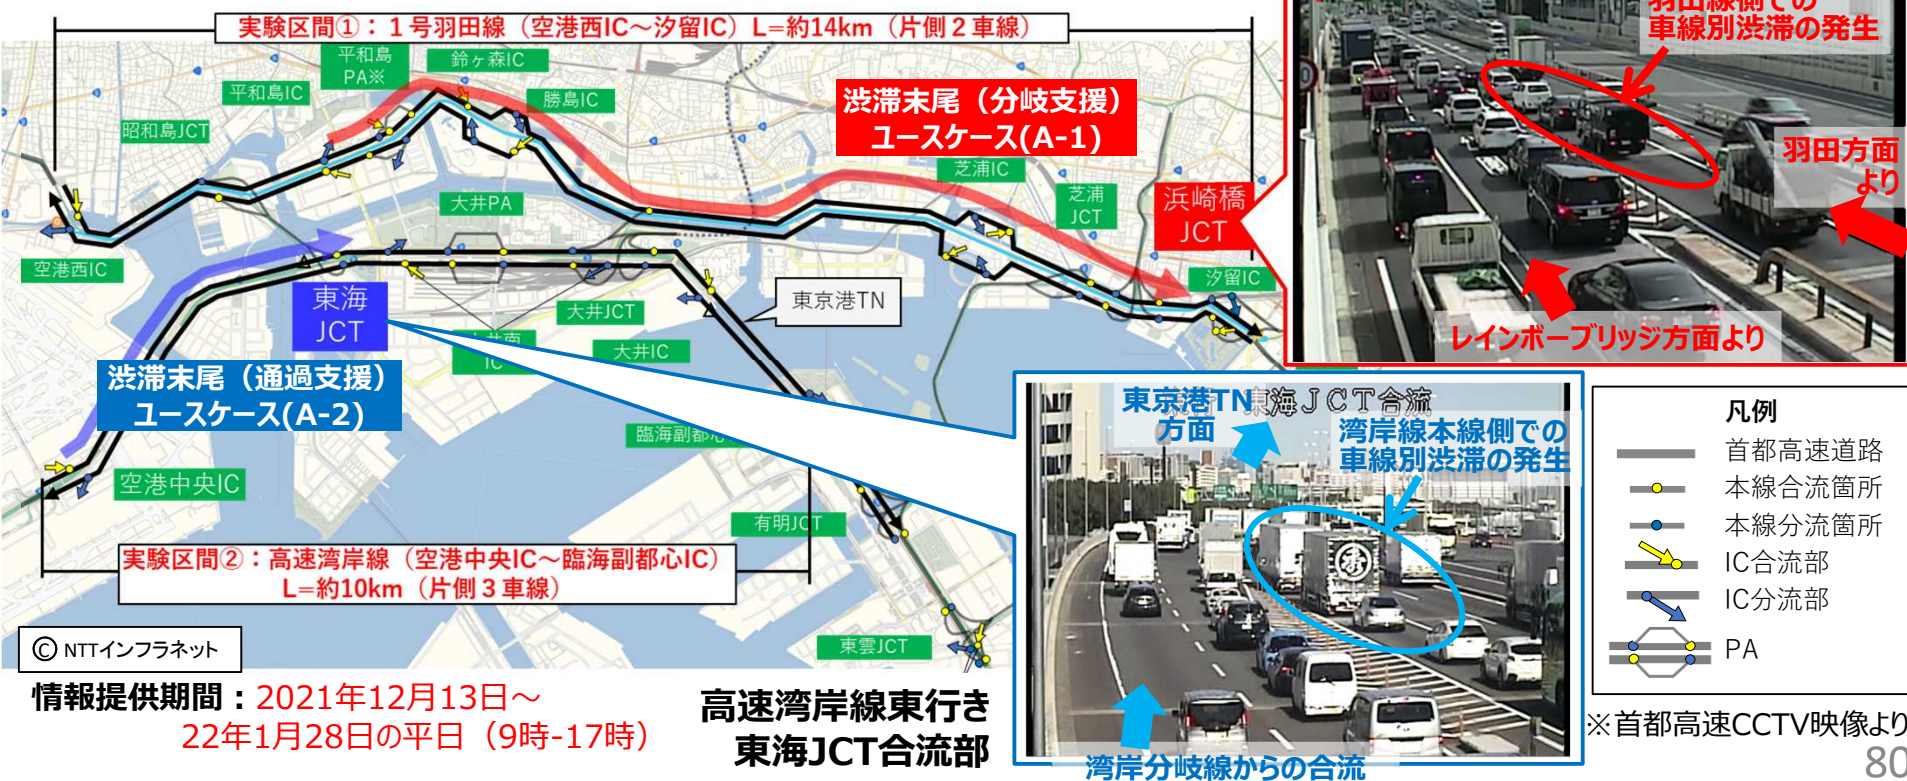 実験区間①：１号羽田線（空港西IC～汐留IC）L=約14km（片側２車線）
平和島
PA※
鈴ヶ森IC
平和島IC
勝島IC
昭和島JCT
渋滞末尾（分岐支援）
ユースケース(A-1)
羽田線側での
車線別渋滞の発生
羽田方面
より
レインボーブリッジ方面より
大井PA
芝浦IC
芝浦
JCT
浜崎橋
JCT
空港西IC
汐留IC
東海
JCT
東京港TN
大井JCT
大井IC
渋滞末尾（通過支援）
ユースケース(A-2)
臨海副都心
空港中央IC
有明JCT
実験区間②：高速湾岸線（空港中央IC～臨海副都心IC）
L=約10km（片側３車線）
東雲JCT
© NTTインフラネット
東海ＪＣＴ合流
東京港TN
方面
湾岸線本線側での
車線別渋滞の発生
湾岸分岐線からの合流
凡例
首都高速道路
本線合流箇所
本線分流箇所
IC合流部
IC分流部
PA
情報提供期間：2021年12月13日～
22年1月28日の平日（9時-17時）
高速湾岸線東行き
東海JCT合流部
※首都高速CCTV映像より
80